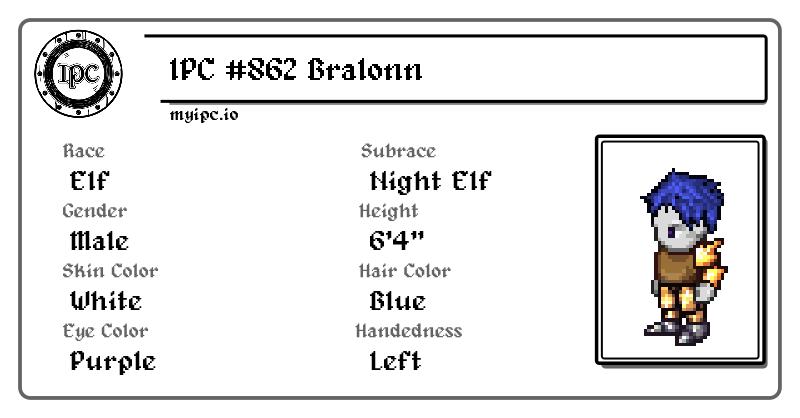 IPC
IPC #862 Bralonn
myipc.io
Race
Elf
Subrace
Night Elf
Gender
Male
Height
6'4"
Skin Color
White
Hair Color
Blue
Eye Color
Purple
Handedness
Left